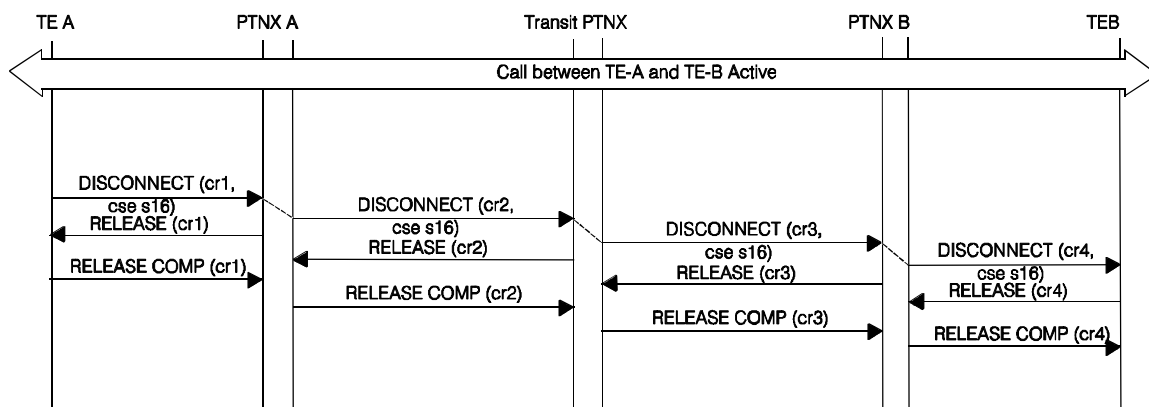 TE A PTNX A Transit PTNX PTNX B TEB
Call between TE-A and TE-B Active
DISCONNECT (cr1,
cse s16)
RELEASE (cr1)
RELEASE COMP (cr1)
DISCONNECT (cr2,
cse s16)
RELEASE (cr2)
RELEASE COMP (cr2)
DISCONNECT (cr3,
cse s16)
RELEASE (cr3)
RELEASE COMP (cr3)
DISCONNECT (cr4,
cse s16)
RELEASE (cr4)
RELEASE COMP (cr4)